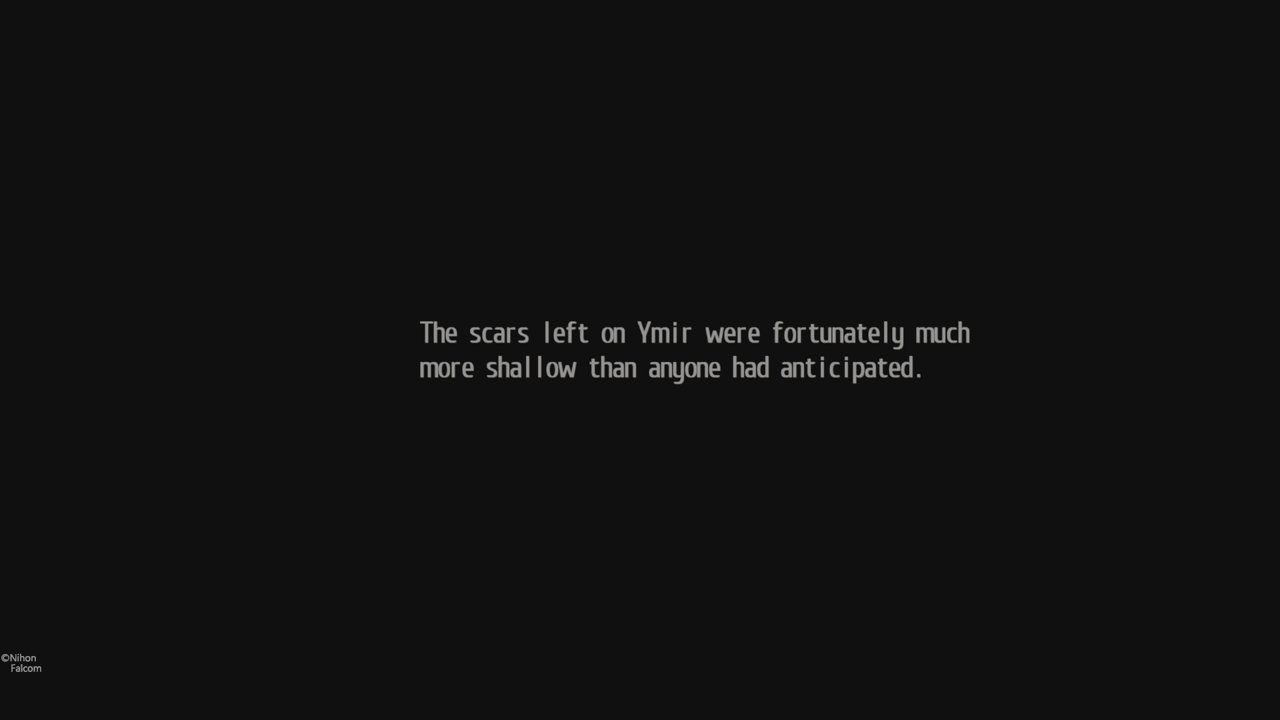 The scars left on Ymir were fortunately much
more shallow than anyone had anticipated.
©Nihon
Falcom